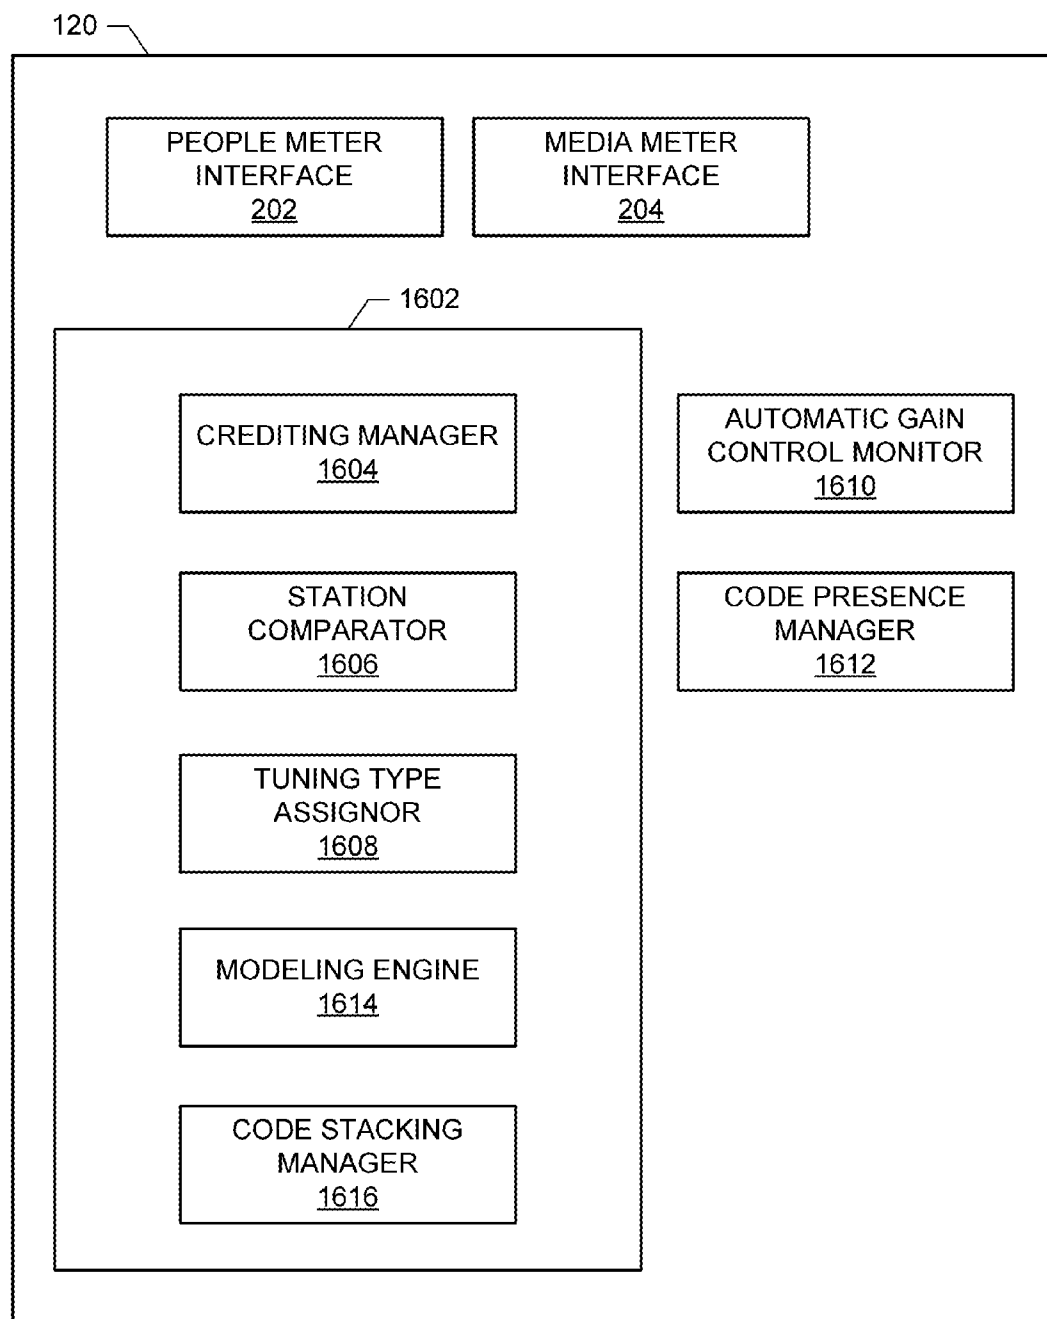 120
PEOPLE METER
INTERFACE
202
MEDIA METER
INTERFACE
204
1602
CREDITING MANAGER
1604
AUTOMATIC GAIN
CONTROL MONITOR
1610
STATION
COMPARATOR
1606
CODE PRESENCE
MANAGER
1612
TUNING TYPE
ASSIGNOR
1608
MODELING ENGINE
1614
CODE STACKING
MANAGER
1616